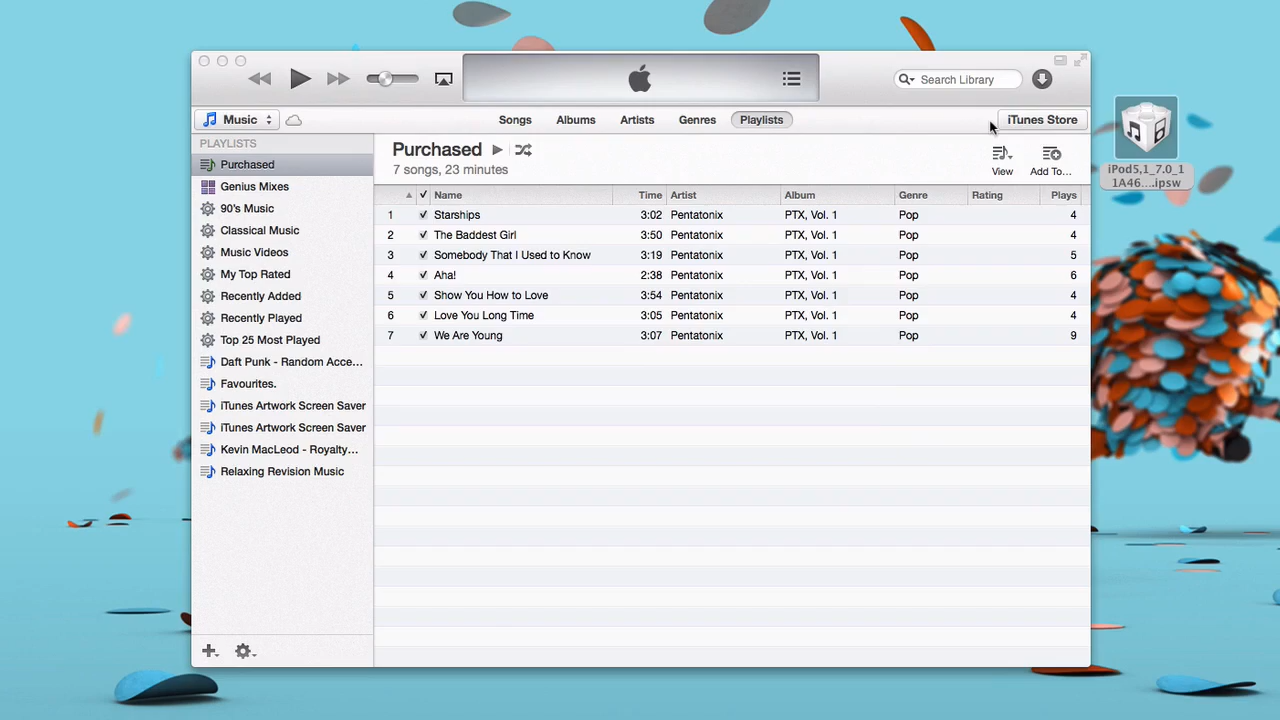 Search Library
Music
Songs
Albums
Artists
Genres
Playlists
iTunes Store
PLAYLISTS
Purchased
Genius Mixes
90's Music
Classical Music
Music Videos
My Top Rated
Recently Added
Recently Played
Top 25 Most Played
Daft Punk - Random Acce...
Favourites.
iTunes Artwork Screen Saver
iTunes Artwork Screen Saver
Kevin MacLeod - Royalty...
Relaxing Revision Music
Purchased
7 songs, 23 minutes
View
Add To...
Name Time Artist Album Genre Rating Plays
1 Starships 3:02 Pentatonix PTX, Vol. 1 Pop 4
2 The Baddest Girl 3:50 Pentatonix PTX, Vol. 1 Pop 4
3 Somebody That I Used to Know 3:19 Pentatonix PTX, Vol. 1 Pop 5
4 Aha! 2:38 Pentatonix PTX, Vol. 1 Pop 6
5 Show You How to Love 3:54 Pentatonix PTX, Vol. 1 Pop 4
6 Love You Long Time 3:05 Pentatonix PTX, Vol. 1 Pop 4
7 We Are Young 3:07 Pentatonix PTX, Vol. 1 Pop 9
iPod5,1_7.0_1
1A46....ipsw